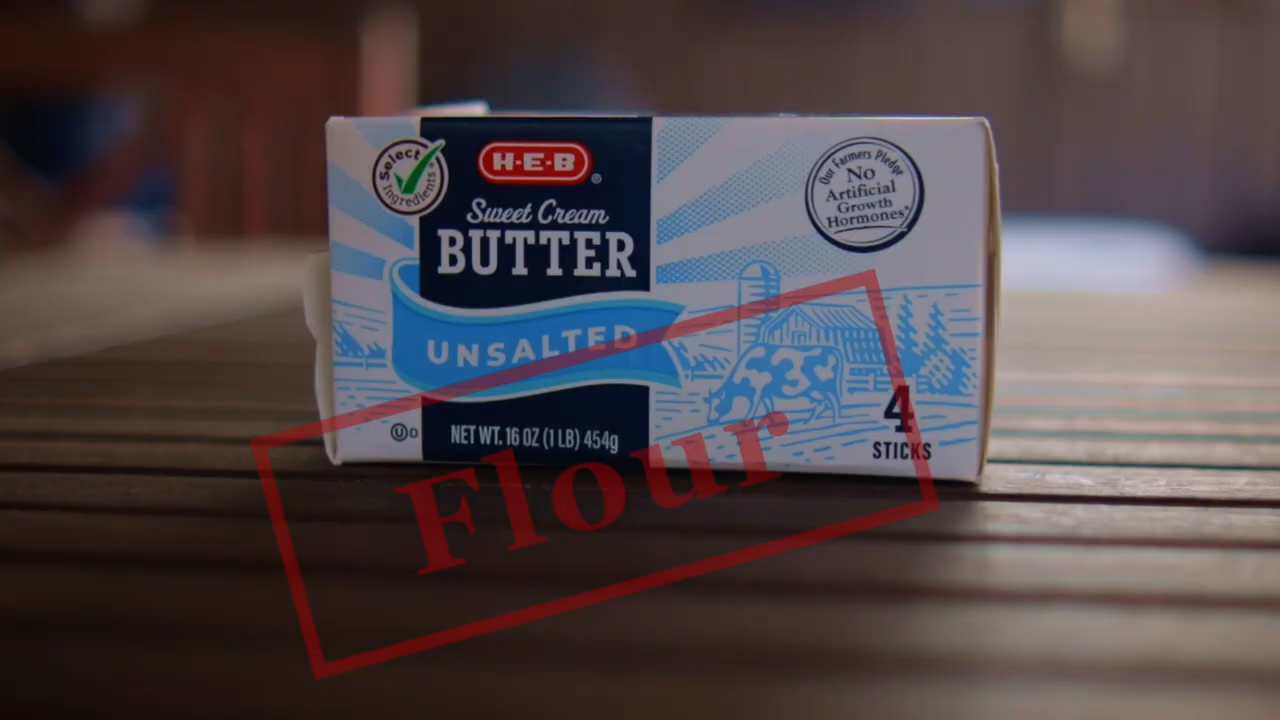 Select
Ingredients
H-E-B
Sweet Cream
BUTTER
UNSALTED
NET WT. 16 OZ (1 LB) 454g
Our Farmers Pledge
No
Artificial
Growth
Hormones*
4
STICKS
U D
Flour